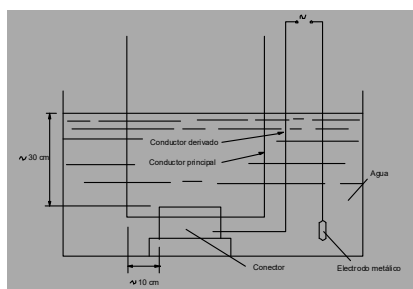 ~
Conductor derivado
Conductor principal
~ 30 cm
Agua
Conector
Electrodo metálico
~ 10 cm